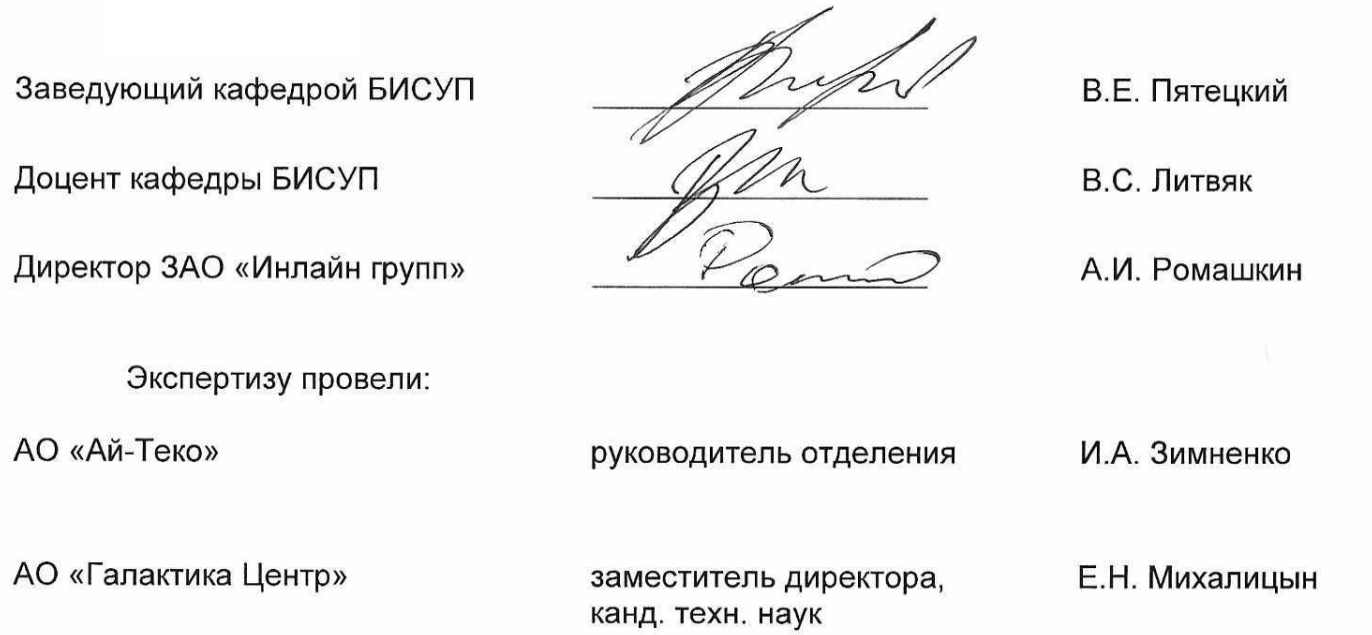 Заведующий кафедрой БИСУП В.Е. Пятецкий
Доцент кафедры БИСУП В.С. Литвяк
Директор ЗАО «Инлайн групп» А.И. Ромашкин
Экспертизу провели:
АО «Ай-Теко» руководитель отделения И.А. Зимненко
АО «Галактика Центр» заместитель директора, Е.Н. Михалицын
канд. техн. наук